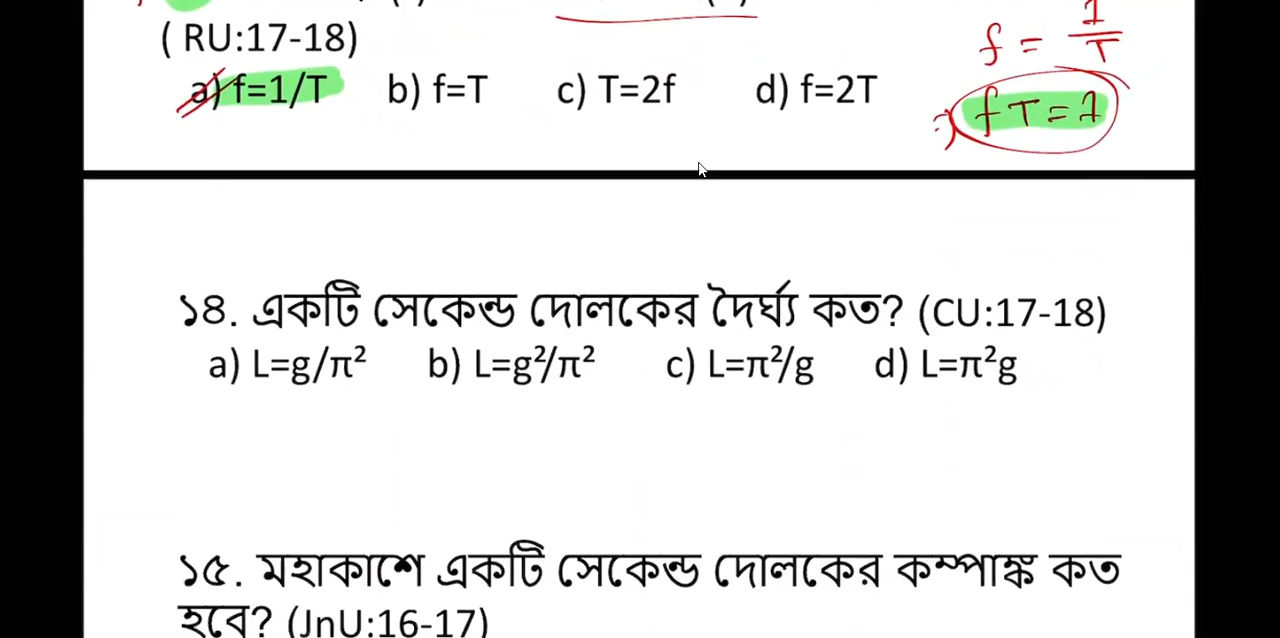 ( RU:17-18)
a) f=1/T b) f=T c) T=2f d) f=2T
f = 1/T
⇒ fT=1
১৪. একটি সেকেন্ড দোলকের দৈর্ঘ্য কত? (CU:17-18)
a) L=g/π² b) L=g²/π² c) L=π²/g d) L=π²g
১৫. মহাকাশে একটি সেকেন্ড দোলকের কম্পাঙ্ক কত
হবে? (JnU:16-17)